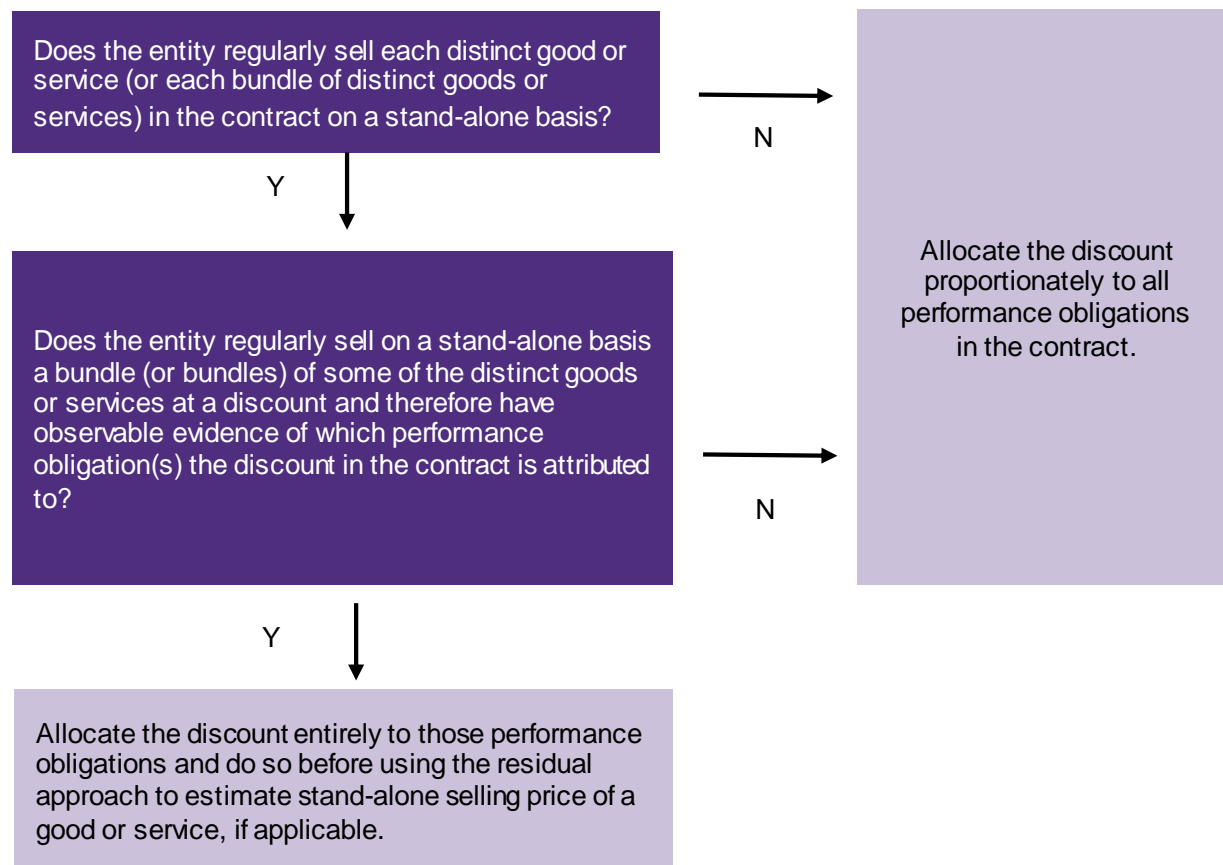 Does the entity regularly sell each distinct good or
service (or each bundle of distinct goods or
services) in the contract on a stand-alone basis?
N
Y
Allocate the discount
proportionately to all
performance obligations
in the contract.
Does the entity regularly sell on a stand-alone basis
a bundle (or bundles) of some of the distinct goods
or services at a discount and therefore have
observable evidence of which performance
obligation(s) the discount in the contract is attributed
to?
N
Y
Allocate the discount entirely to those performance
obligations and do so before using the residual
approach to estimate stand-alone selling price of a
good or service, if applicable.